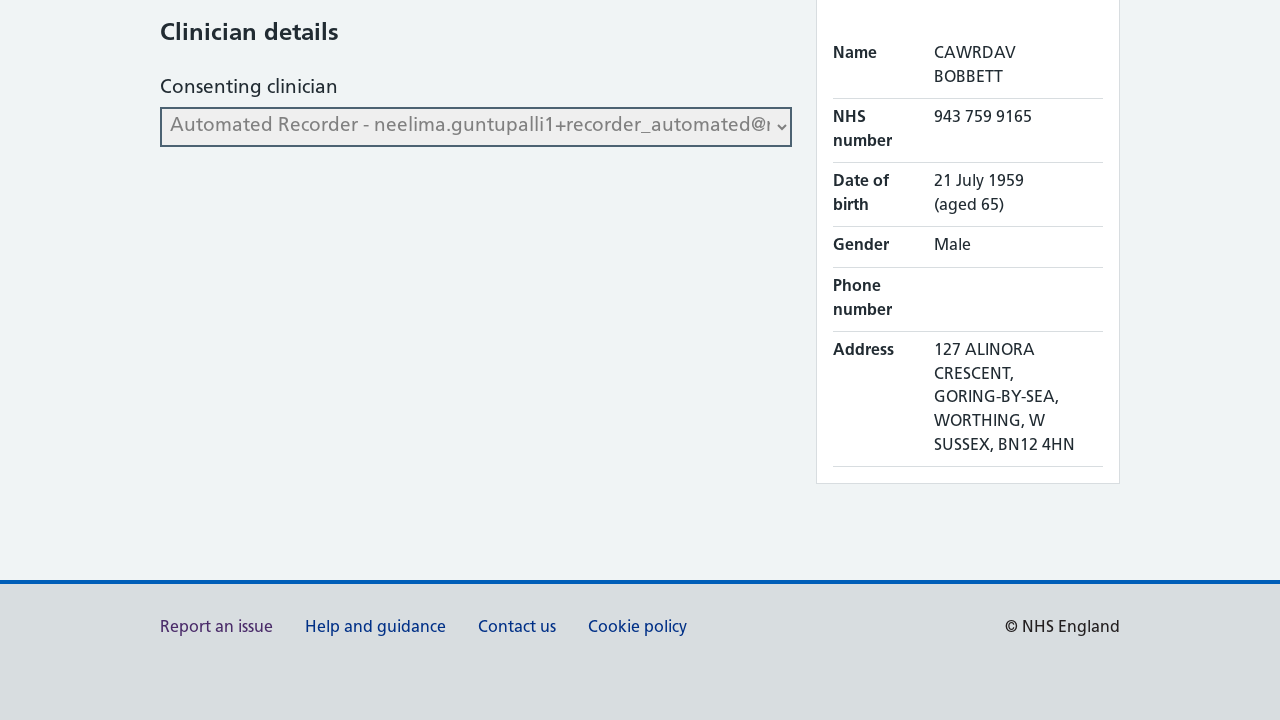 Clinician details
Consenting clinician
Automated Recorder - neelima.guntupalli1+recorder_automated@
Name CAWRDAV
BOBBETT
NHS number 943 759 9165
Date of birth 21 July 1959
(aged 65)
Gender Male
Phone number
Address 127 ALINORA
CRESCENT,
GORING-BY-SEA,
WORTHING, W
SUSSEX, BN12 4HN
Report an issue Help and guidance Contact us Cookie policy © NHS England